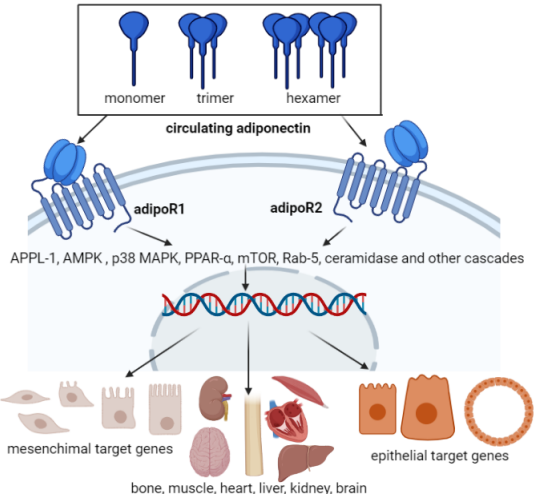 monomer trimer hexamer
circulating adiponectin
adipoR1 adipoR2
APPL-1, AMPK , p38 MAPK, PPAR-α, mTOR, Rab-5, ceramidase and other cascades
mesenchimal target genes
epithelial target genes
bone, muscle, heart, liver, kidney, brain